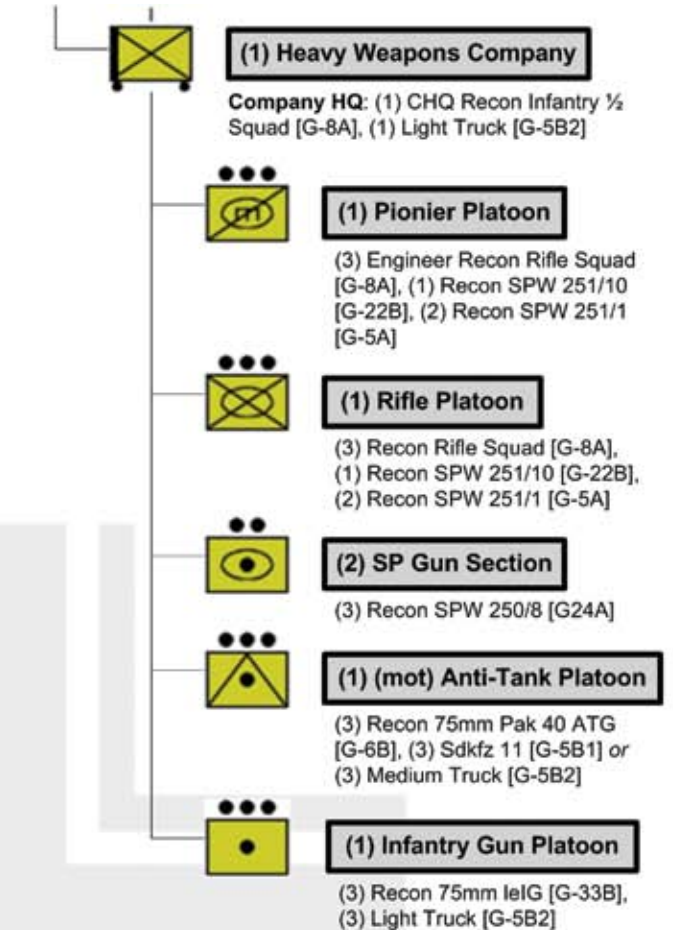 (1) Heavy Weapons Company
Company HQ: (1) CHQ Recon Infantry ½
Squad [G-8A], (1) Light Truck [G-5B2]
(1) Pionier Platoon
(3) Engineer Recon Rifle Squad
[G-8A], (1) Recon SPW 251/10
[G-22B], (2) Recon SPW 251/1
[G-5A]
(1) Rifle Platoon
(3) Recon Rifle Squad [G-8A],
(1) Recon SPW 251/10 [G-22B],
(2) Recon SPW 251/1 [G-5A]
(2) SP Gun Section
(3) Recon SPW 250/8 [G24A]
(1) (mot) Anti-Tank Platoon
(3) Recon 75mm Pak 40 ATG
[G-6B], (3) Sdkfz 11 [G-5B1] or
(3) Medium Truck [G-5B2]
(1) Infantry Gun Platoon
(3) Recon 75mm leIG [G-33B],
(3) Light Truck [G-5B2]